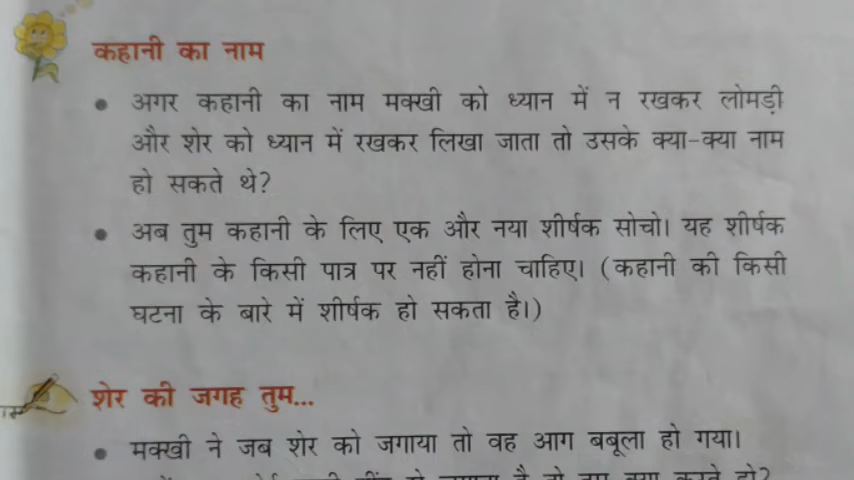 कहानी का नाम
• अगर कहानी का नाम मक्खी को ध्यान में न रखकर लोमड़ी
और शेर को ध्यान में रखकर लिखा जाता तो उसके क्या-क्या नाम
हो सकते थे?
• अब तुम कहानी के लिए एक और नया शीर्षक सोचो। यह शीर्षक
कहानी के किसी पात्र पर नहीं होना चाहिए। (कहानी की किसी
घटना के बारे में शीर्षक हो सकता है।)
शेर की जगह तुम...
• मक्खी ने जब शेर को जगाया तो वह आग बबूला हो गया।